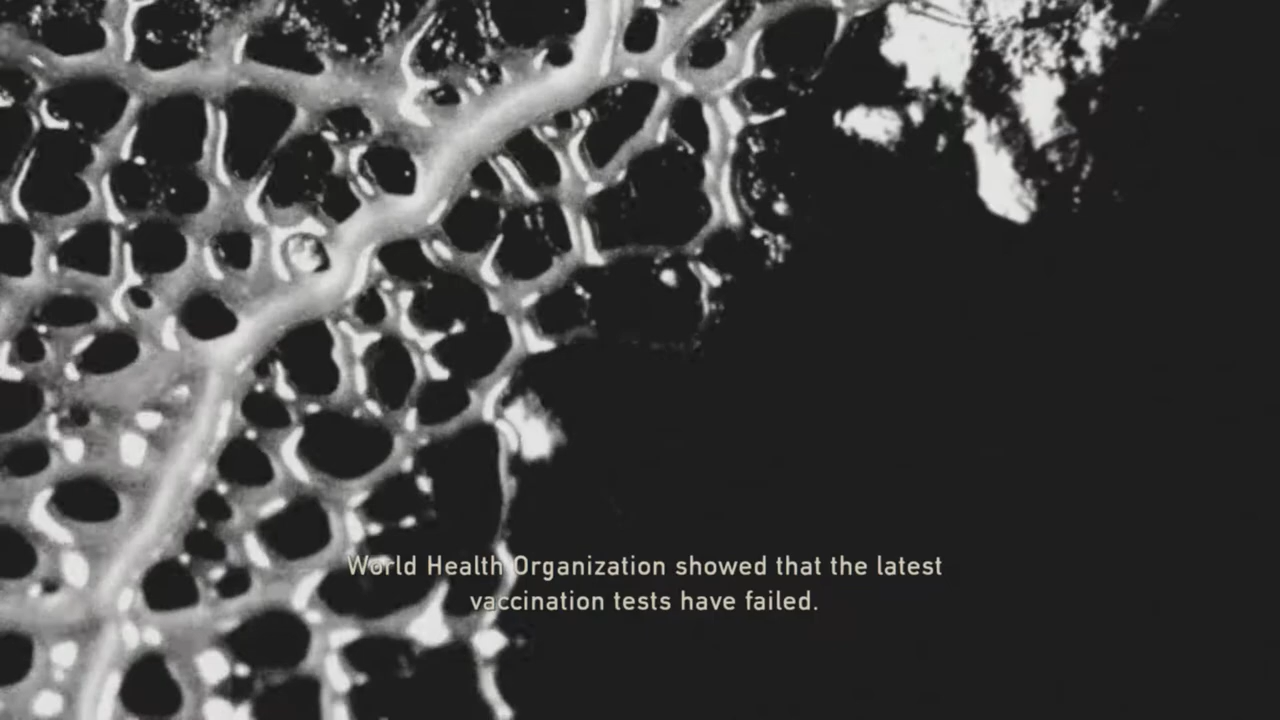 World Health Organization showed that the latest
vaccination tests have failed.